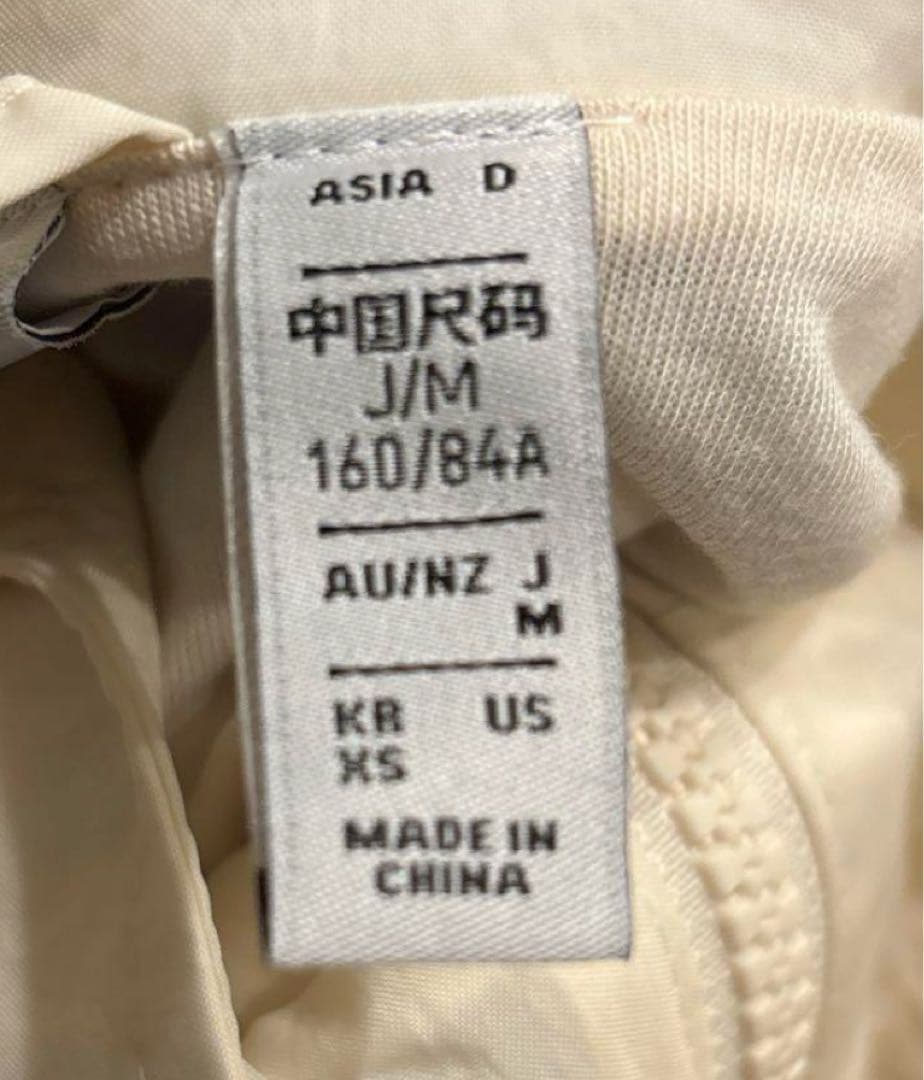 ASIA D
中国尺码
J/M
160/84A
AU/NZ J
M
KR US
XS
MADE IN
CHINA